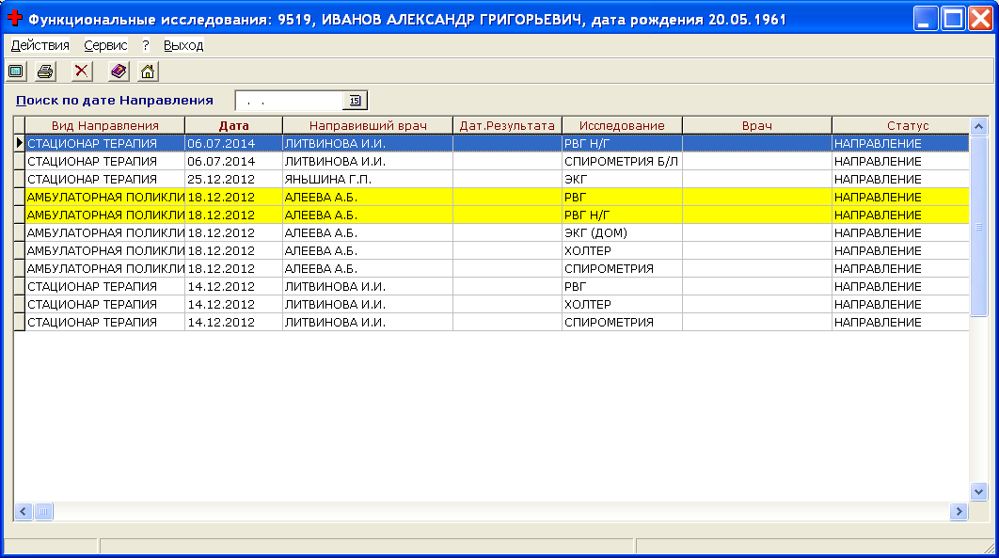 Функциональные исследования: 9519, ИВАНОВ АЛЕКСАНДР ГРИГОРЬЕВИЧ, дата рождения 20.05.1961
Действия Сервис ? Выход
Поиск по дате Направления . . 15
Вид Направления Дата Направивший врач Дат.Результата Исследование Врач Статус
СТАЦИОНАР ТЕРАПИЯ 06.07.2014 ЛИТВИНОВА И.И. РВГ Н/Г НАПРАВЛЕНИЕ
СТАЦИОНАР ТЕРАПИЯ 06.07.2014 ЛИТВИНОВА И.И. СПИРОМЕТРИЯ Б/Л НАПРАВЛЕНИЕ
СТАЦИОНАР ТЕРАПИЯ 25.12.2012 ЯНЬШИНА Г.П. ЭКГ НАПРАВЛЕНИЕ
АМБУЛАТОРНАЯ ПОЛИКЛИ 18.12.2012 АЛЕЕВА А.Б. РВГ НАПРАВЛЕНИЕ
АМБУЛАТОРНАЯ ПОЛИКЛИ 18.12.2012 АЛЕЕВА А.Б. РВГ Н/Г НАПРАВЛЕНИЕ
АМБУЛАТОРНАЯ ПОЛИКЛИ 18.12.2012 АЛЕЕВА А.Б. ЭКГ (ДОМ) НАПРАВЛЕНИЕ
АМБУЛАТОРНАЯ ПОЛИКЛИ 18.12.2012 АЛЕЕВА А.Б. ХОЛТЕР НАПРАВЛЕНИЕ
АМБУЛАТОРНАЯ ПОЛИКЛИ 18.12.2012 АЛЕЕВА А.Б. СПИРОМЕТРИЯ НАПРАВЛЕНИЕ
СТАЦИОНАР ТЕРАПИЯ 14.12.2012 ЛИТВИНОВА И.И. РВГ НАПРАВЛЕНИЕ
СТАЦИОНАР ТЕРАПИЯ 14.12.2012 ЛИТВИНОВА И.И. ХОЛТЕР НАПРАВЛЕНИЕ
СТАЦИОНАР ТЕРАПИЯ 14.12.2012 ЛИТВИНОВА И.И. СПИРОМЕТРИЯ НАПРАВЛЕНИЕ